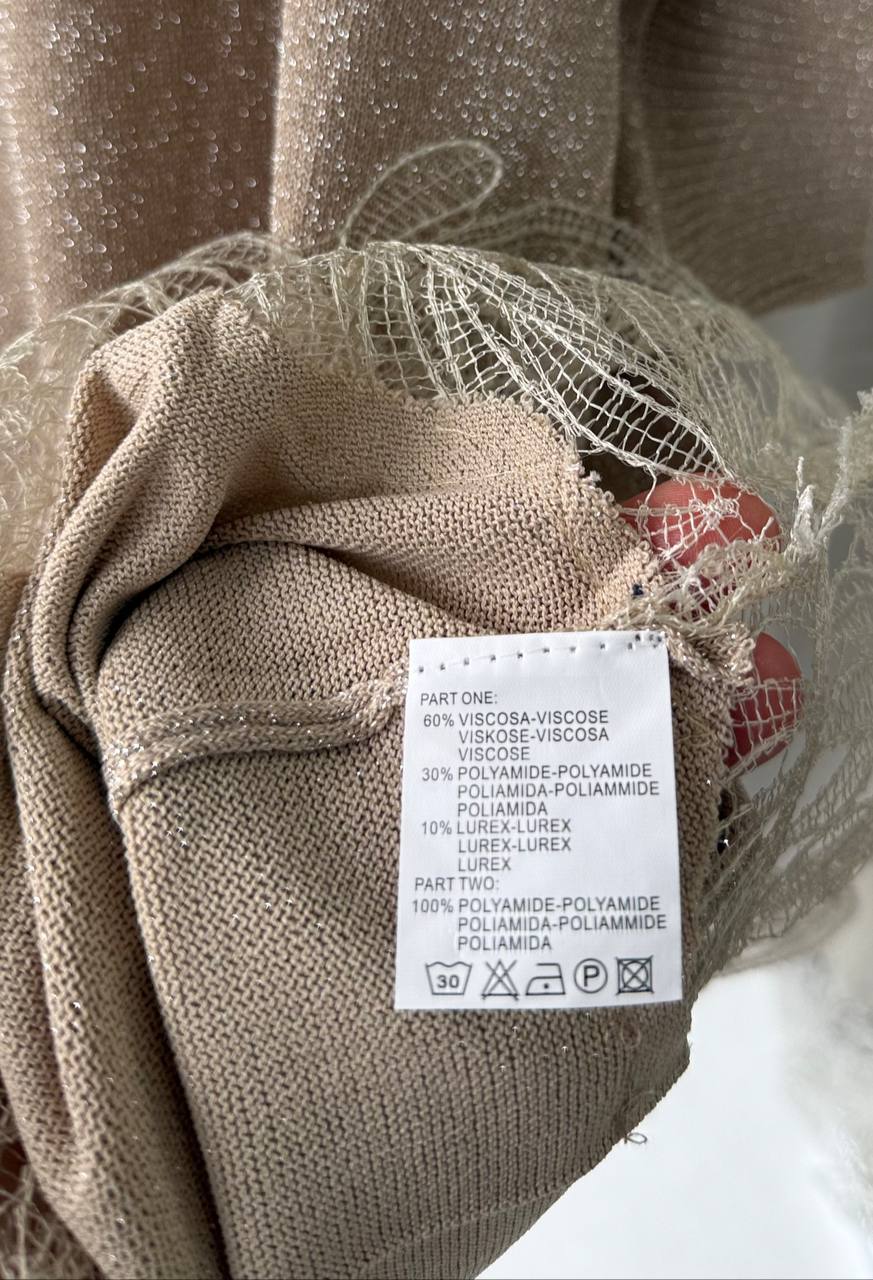 PART ONE:
60% VISCOSA-VISCOSE
VISKOSE-VISCOSA
VISCOSE
30% POLYAMIDE-POLYAMIDE
POLIAMIDA-POLIAMMIDE
POLIAMIDA
10% LUREX-LUREX
LUREX-LUREX
LUREX
PART TWO:
100% POLYAMIDE-POLYAMIDE
POLIAMIDA-POLIAMMIDE
POLIAMIDA
30 P